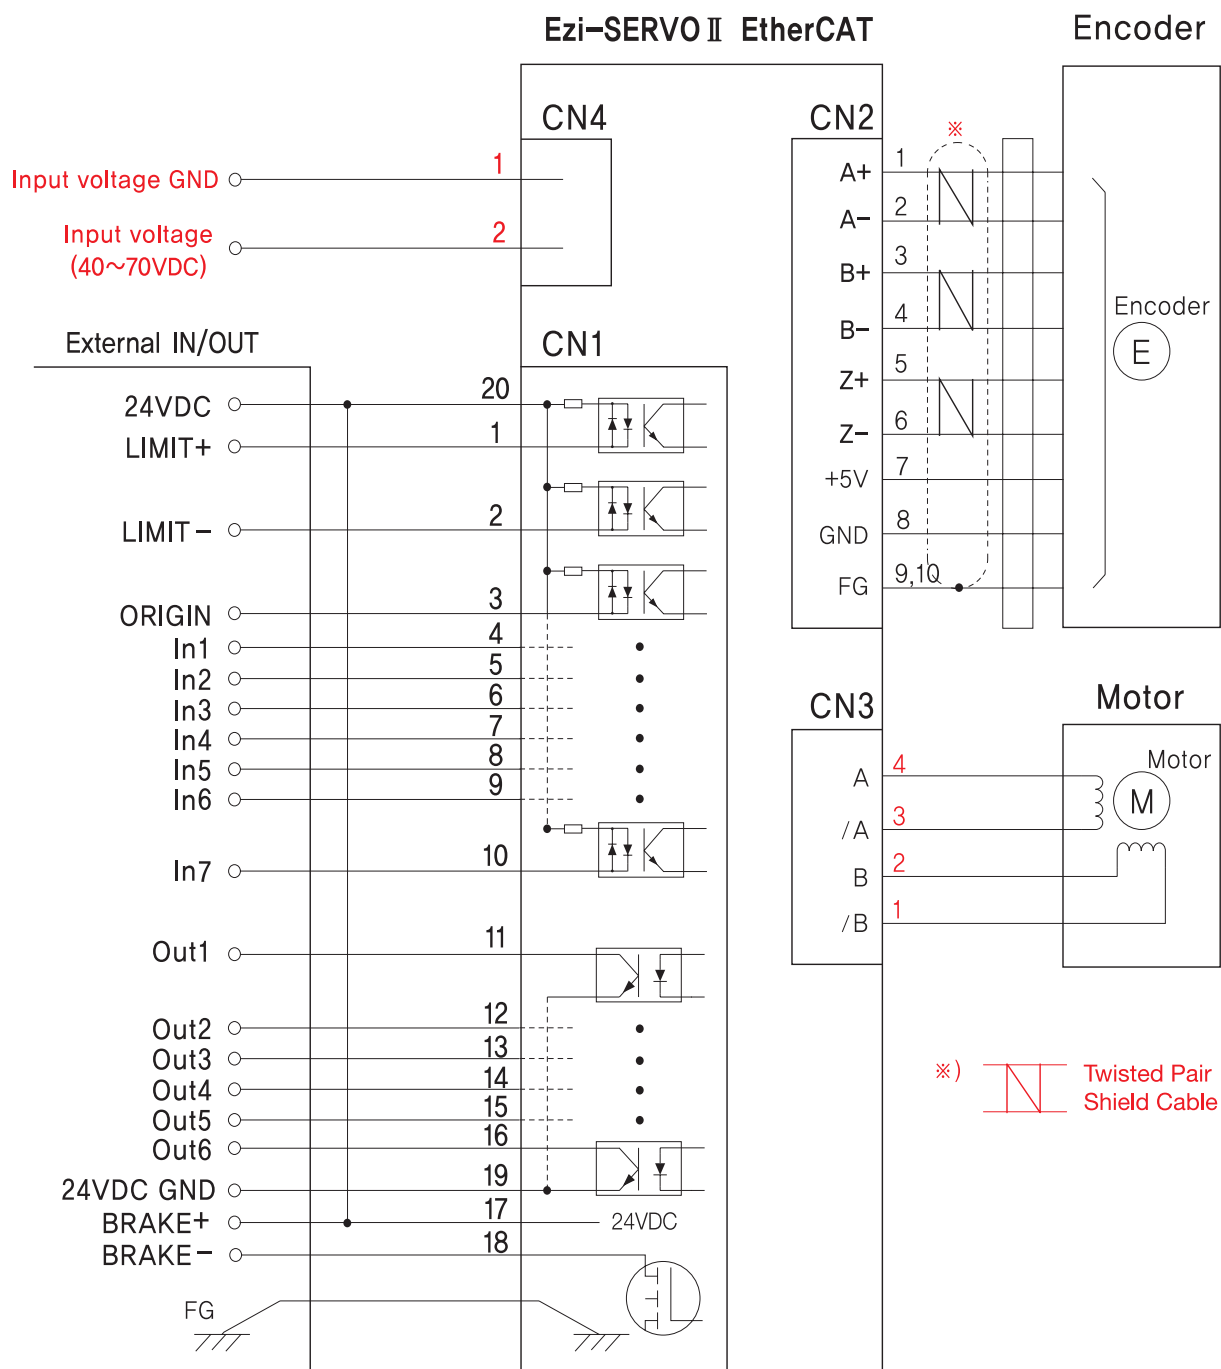 Ezi-SERVOⅡ EtherCAT
Encoder
CN4
1
Input voltage GND
2
Input voltage
(40~70VDC)
CN2
※
A+
1
A-
2
B+
3
B-
4
Z+
5
Z-
6
+5V
7
GND
8
FG
9,10
Encoder
E
External IN/OUT
CN1
24VDC
20
LIMIT+
1
LIMIT-
2
ORIGIN
3
In1
4
In2
5
In3
6
In4
7
In5
8
In6
9
In7
10
Out1
11
Out2
12
Out3
13
Out4
14
Out5
15
Out6
16
24VDC GND
19
BRAKE+
17
24VDC
BRAKE-
18
FG
CN3
Motor
A
4
/A
3
B
2
/B
1
Motor
M
※)
Twisted Pair
Shield Cable